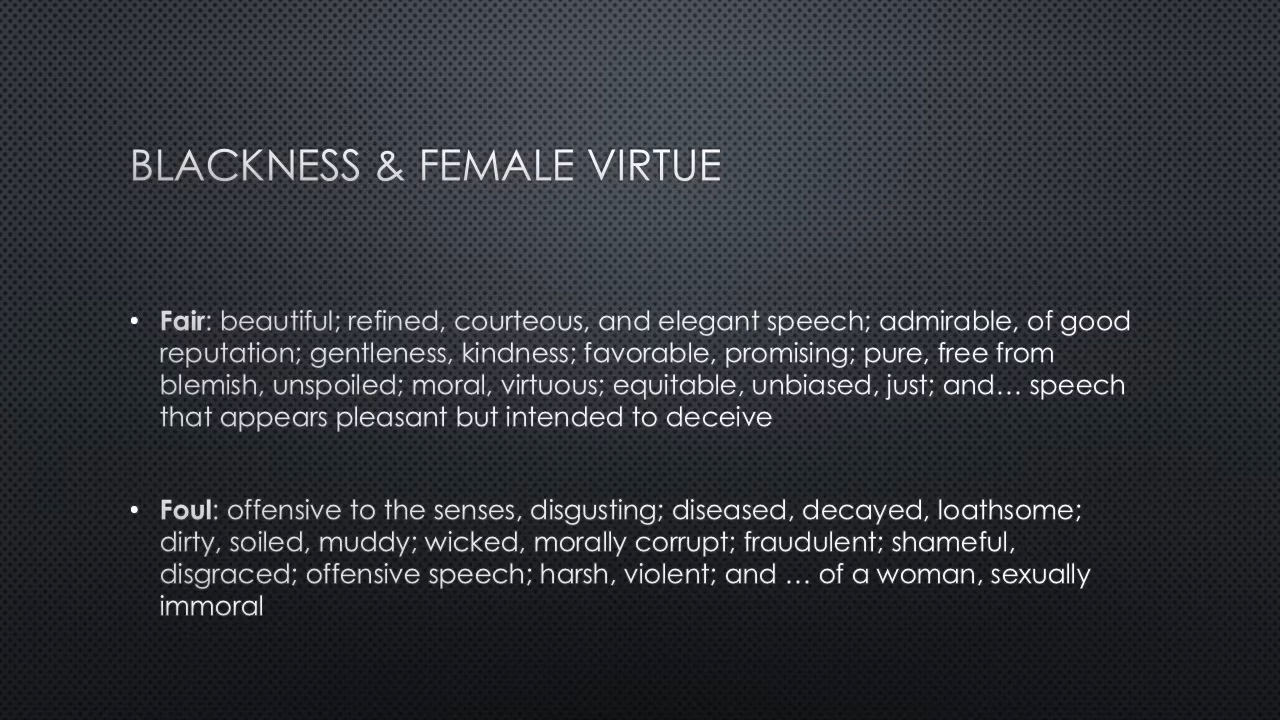 BLACKNESS & FEMALE VIRTUE
• Fair: beautiful; refined, courteous, and elegant speech; admirable, of good
reputation; gentleness, kindness; favorable, promising; pure, free from
blemish, unspoiled; moral, virtuous; equitable, unbiased, just; and… speech
that appears pleasant but intended to deceive
• Foul: offensive to the senses, disgusting; diseased, decayed, loathsome;
dirty, soiled, muddy; wicked, morally corrupt; fraudulent; shameful,
disgraced; offensive speech; harsh, violent; and … of a woman, sexually
immoral